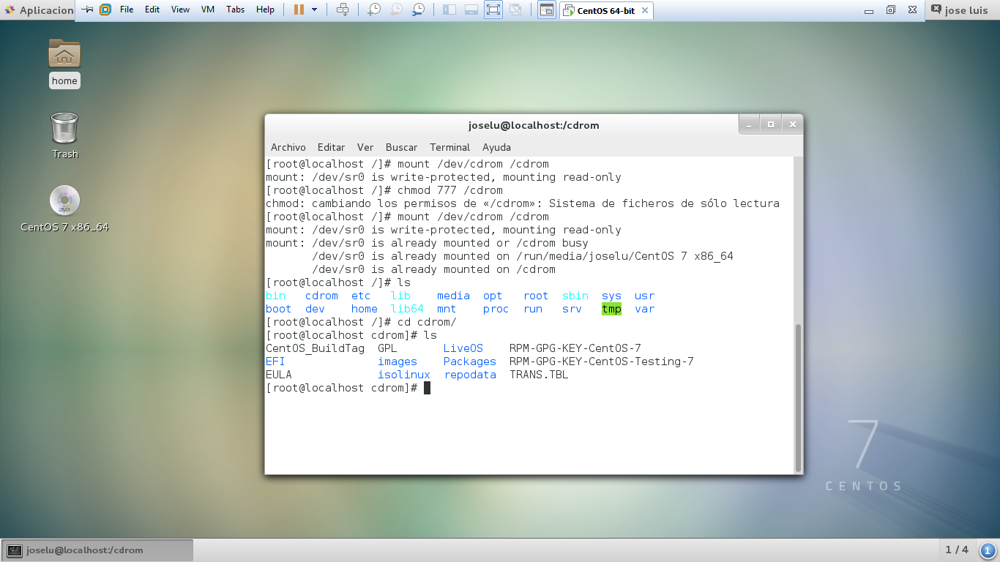 Aplicacion File Edit View VM Tabs Help CentOS 64-bit jose luis
home
Trash
DVD
CentOS 7 x86_64
joselu@localhost:/cdrom
Archivo Editar Ver Buscar Terminal Ayuda
[root@localhost /]# mount /dev/cdrom /cdrom
mount: /dev/sr0 is write-protected, mounting read-only
[root@localhost /]# chmod 777 /cdrom
chmod: cambiando los permisos de «/cdrom»: Sistema de ficheros de sólo lectura
[root@localhost /]# mount /dev/cdrom /cdrom
mount: /dev/sr0 is write-protected, mounting read-only
mount: /dev/sr0 is already mounted or /cdrom busy
       /dev/sr0 is already mounted on /run/media/joselu/CentOS 7 x86_64
       /dev/sr0 is already mounted on /cdrom
[root@localhost /]# ls
bin   cdrom  etc   lib    media  opt   root  sbin  sys  usr
boot  dev    home  lib64  mnt    proc  run   srv   tmp  var
[root@localhost /]# cd cdrom/
[root@localhost cdrom]# ls
CentOS_BuildTag  GPL       LiveOS    RPM-GPG-KEY-CentOS-7
EFI              images    Packages  RPM-GPG-KEY-CentOS-Testing-7
EULA             isolinux  repodata  TRANS.TBL
[root@localhost cdrom]#
7
CENTOS
joselu@localhost:/cdrom 1 / 4 1